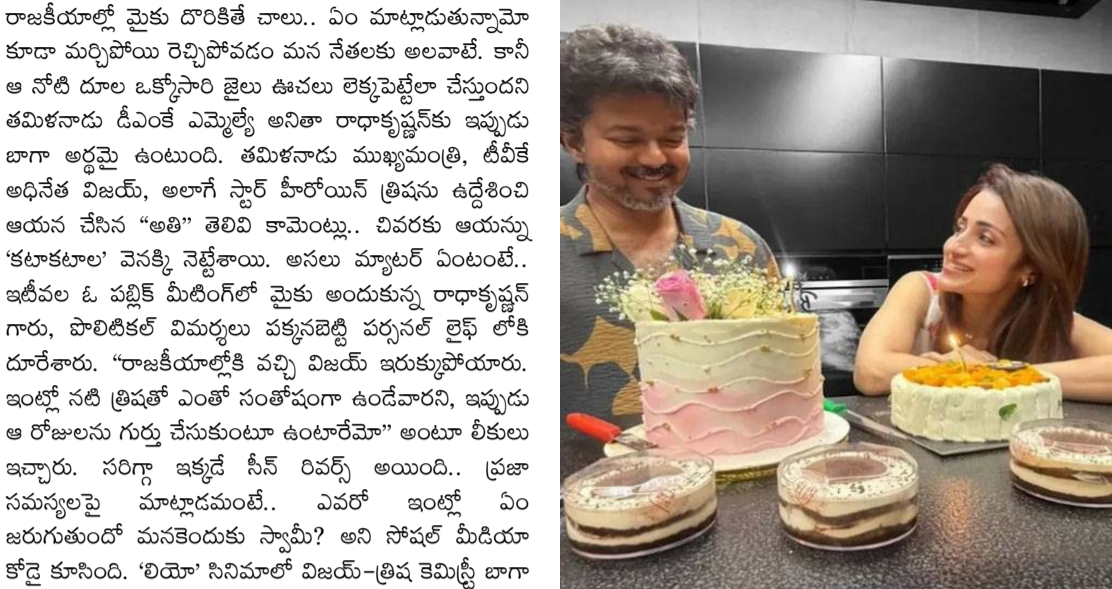 రాజకీయాల్లో మైకు దొరికితే చాలు.. ఏం మాట్లాడుతున్నామో
కూడా మర్చిపోయి రెచ్చిపోవడం మన నేతలకు అలవాటే. కానీ
ఆ నోటి దూల ఒక్కోసారి జైలు ఊచలు లెక్కపెట్టేలా చేస్తుందని
తమిళనాడు డీఎంకే ఎమ్మెల్యే అనితా రాధాకృష్ణన్‌కు ఇప్పుడు
బాగా అర్థమై ఉంటుంది. తమిళనాడు ముఖ్యమంత్రి, టీవీకే
అధినేత విజయ్, అలాగే స్టార్ హీరోయిన్ త్రిషను ఉద్దేశించి
ఆయన చేసిన “అతి” తెలివి కామెంట్లు.. చివరకు ఆయన్ను
‘కటాకటాల’ వెనక్కి నెట్టేశాయి. అసలు మ్యాటర్ ఏంటంటే..
ఇటీవల ఓ పబ్లిక్ మీటింగ్‌లో మైకు అందుకున్న రాధాకృష్ణన్
గారు, పొలిటికల్ విమర్శలు పక్కనబెట్టి పర్సనల్ లైఫ్ లోకి
దూరేశారు. “రాజకీయాల్లోకి వచ్చి విజయ్ ఇరుక్కుపోయారు.
ఇంట్లో నటి త్రిషతో ఎంతో సంతోషంగా ఉండేవారని, ఇప్పుడు
ఆ రోజులను గుర్తు చేసుకుంటూ ఉంటారేమో” అంటూ లీకులు
ఇచ్చారు. సరిగ్గా ఇక్కడే సీన్ రివర్స్ అయింది.. ప్రజా
సమస్యలపై మాట్లాడమంటే.. ఎవరో ఇంట్లో ఏం
జరుగుతుందో మనకెందుకు స్వామీ? అని సోషల్ మీడియా
కోడై కూసింది. ‘లియో’ సినిమాలో విజయ్-త్రిష కెమిస్ట్రీ బాగా